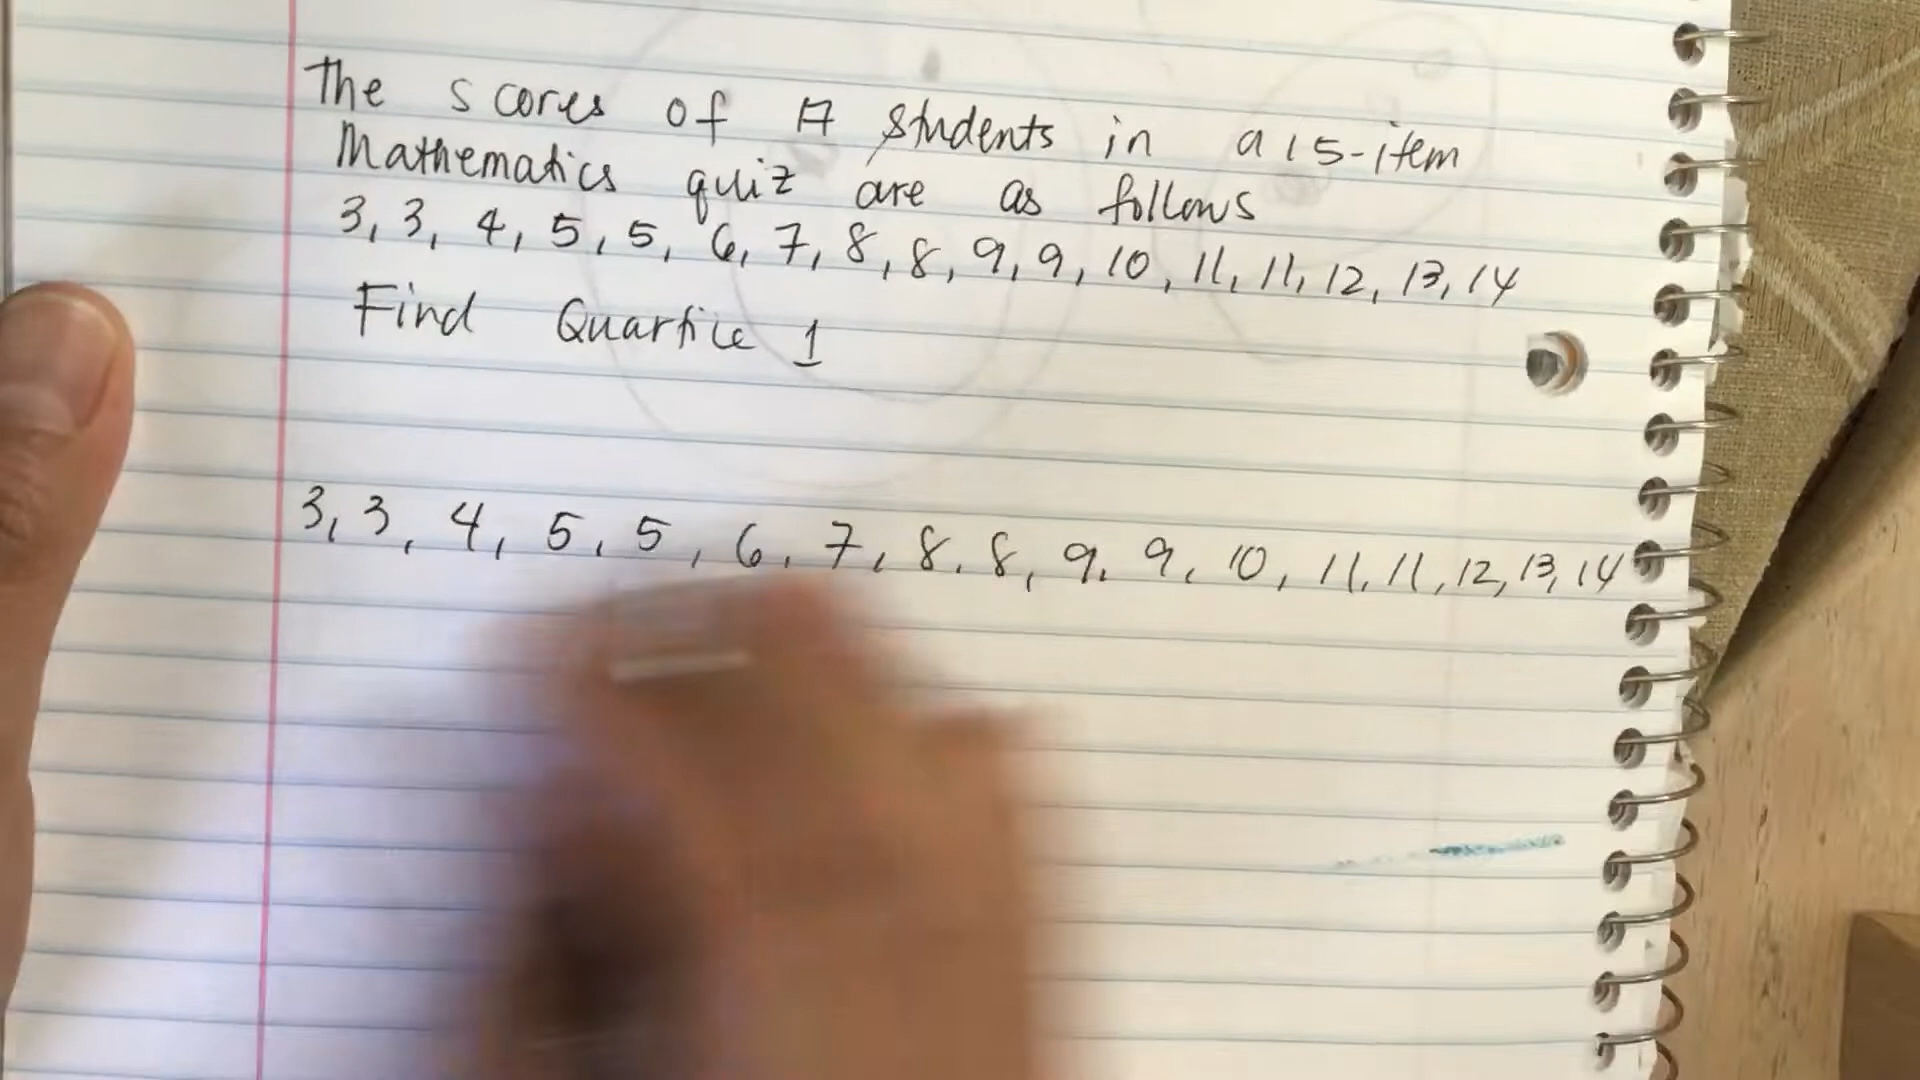 The scores of 17 students in a 15-item
Mathematics quiz are as follows
3, 3, 4, 5, 5, 6, 7, 8, 8, 9, 9, 10, 11, 11, 12, 13, 14
Find Quartile 1
3, 3, 4, 5, 5, 6, 7, 8, 8, 9, 9, 10, 11, 11, 12, 13, 14